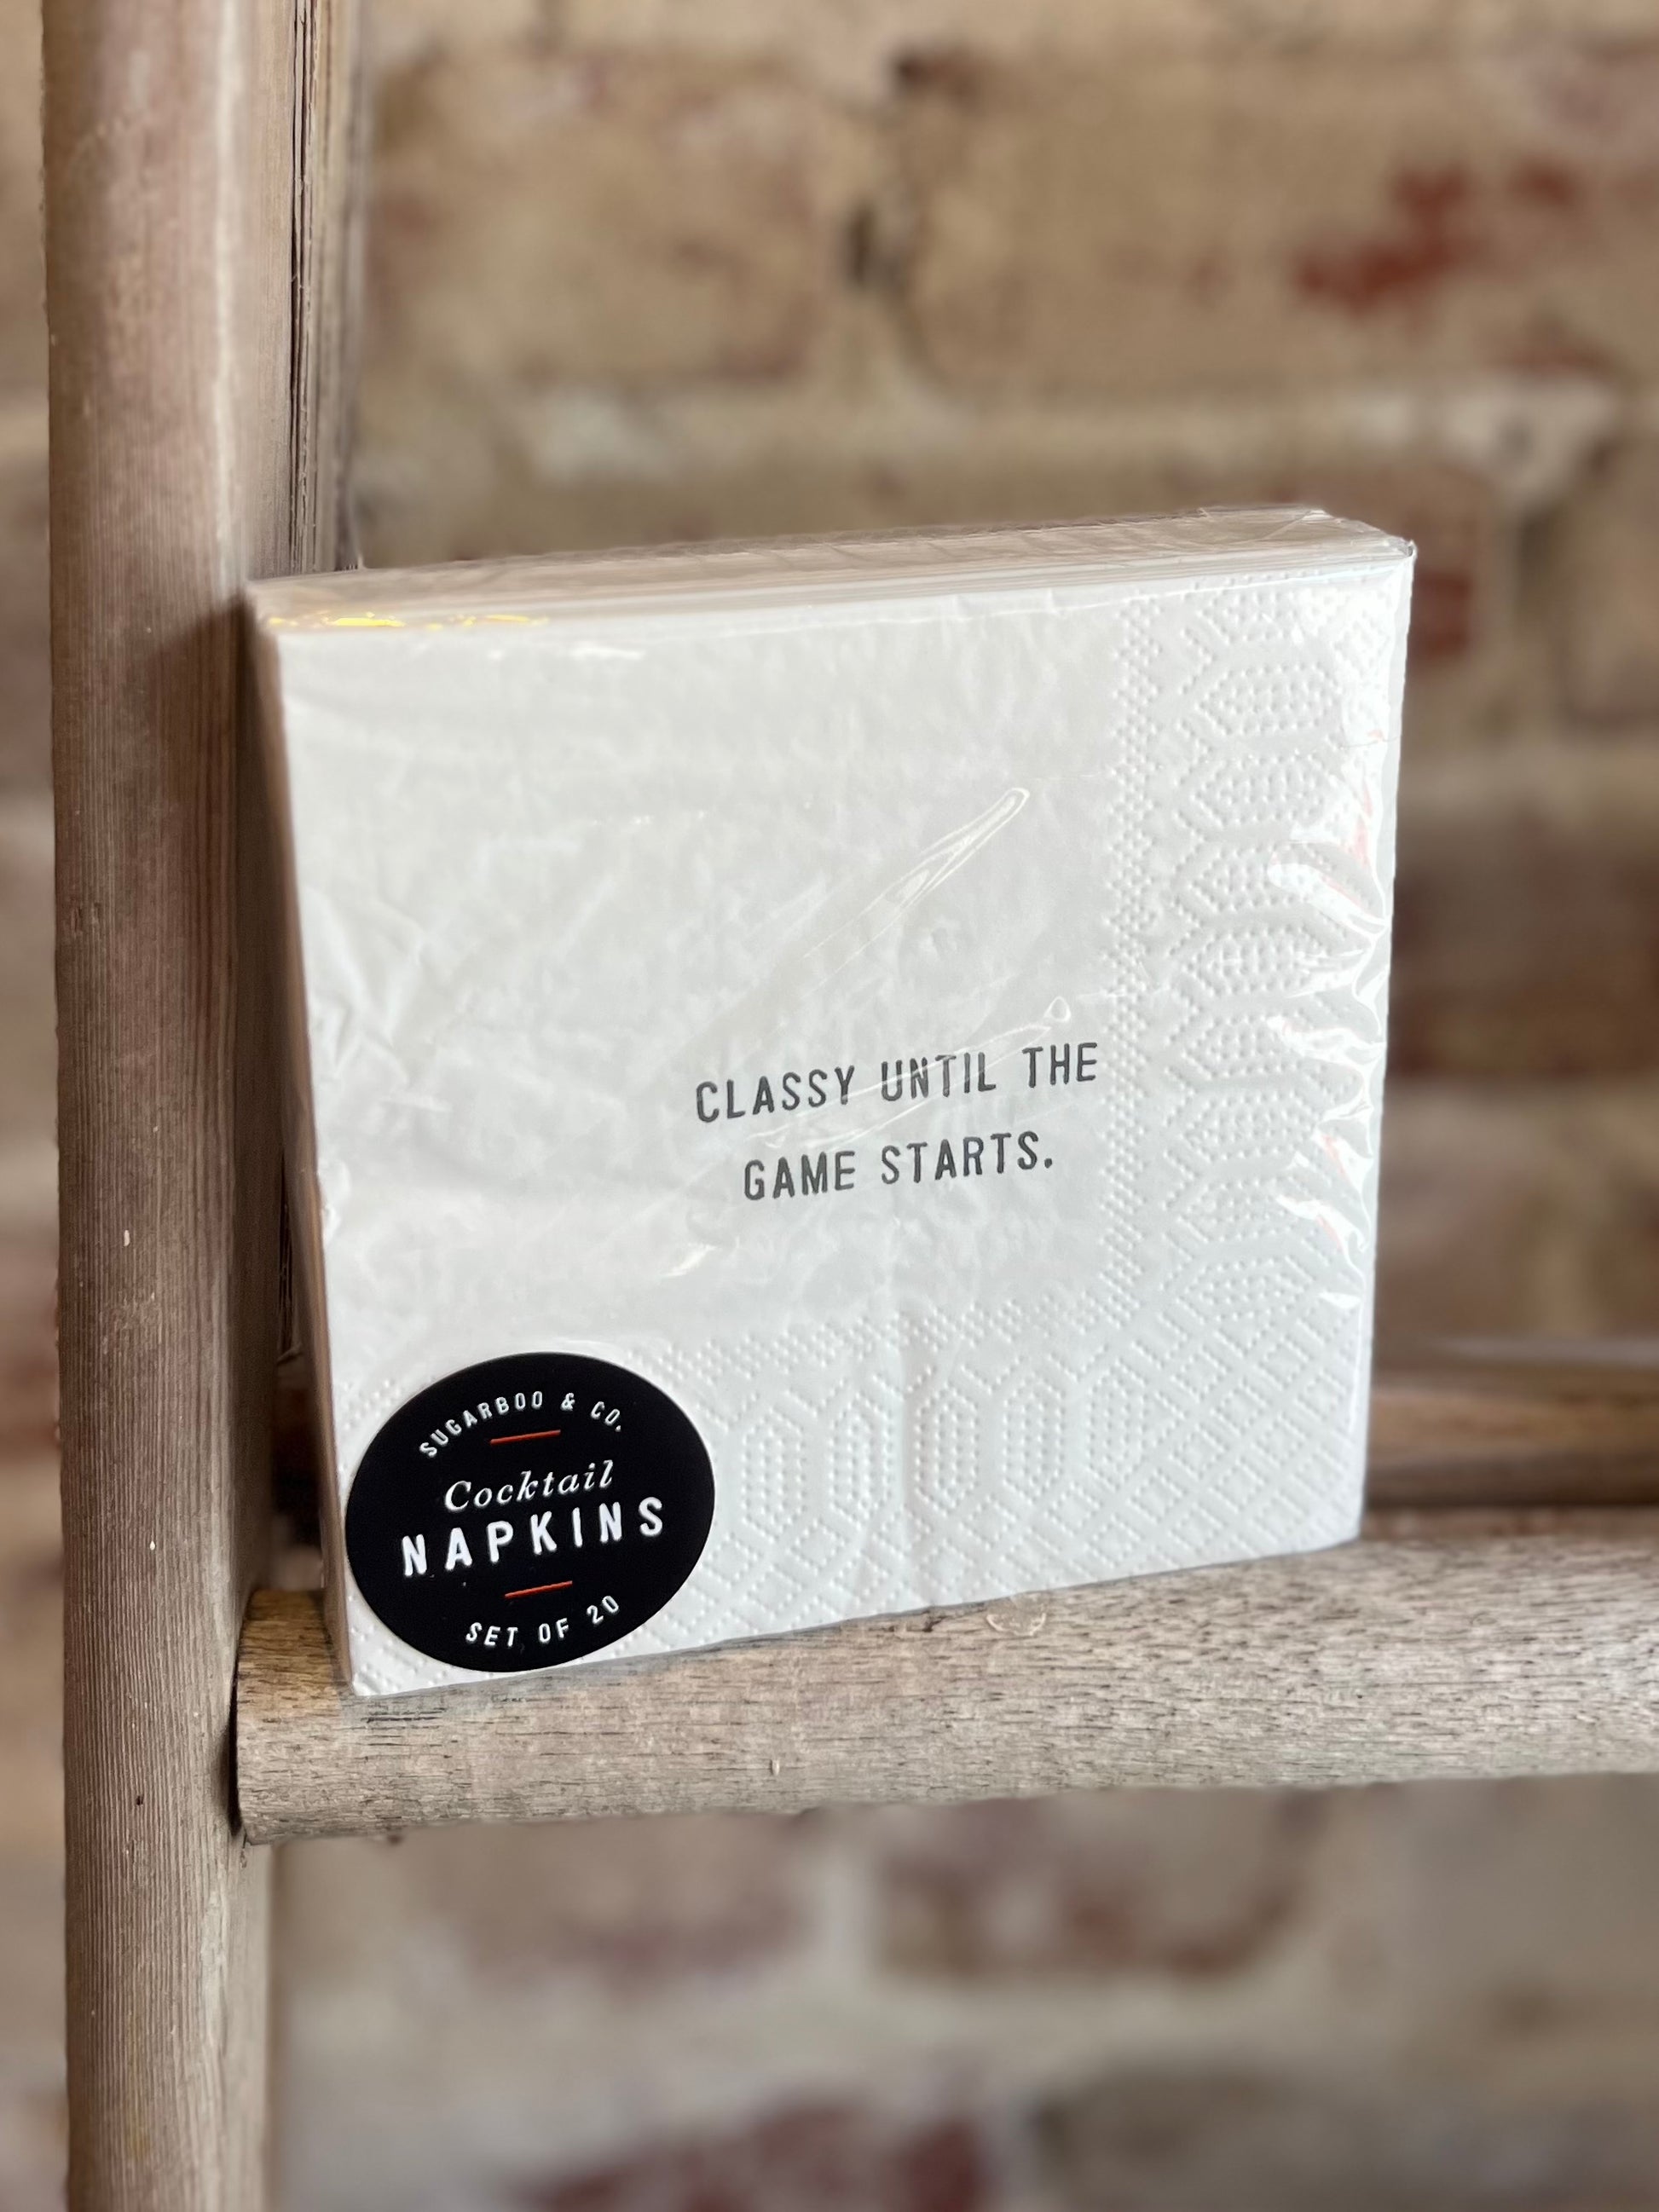 CLASSY UNTIL THE
GAME STARTS.
SUGARBOO & CO.
Cocktail
NAPKINS
SET OF 20